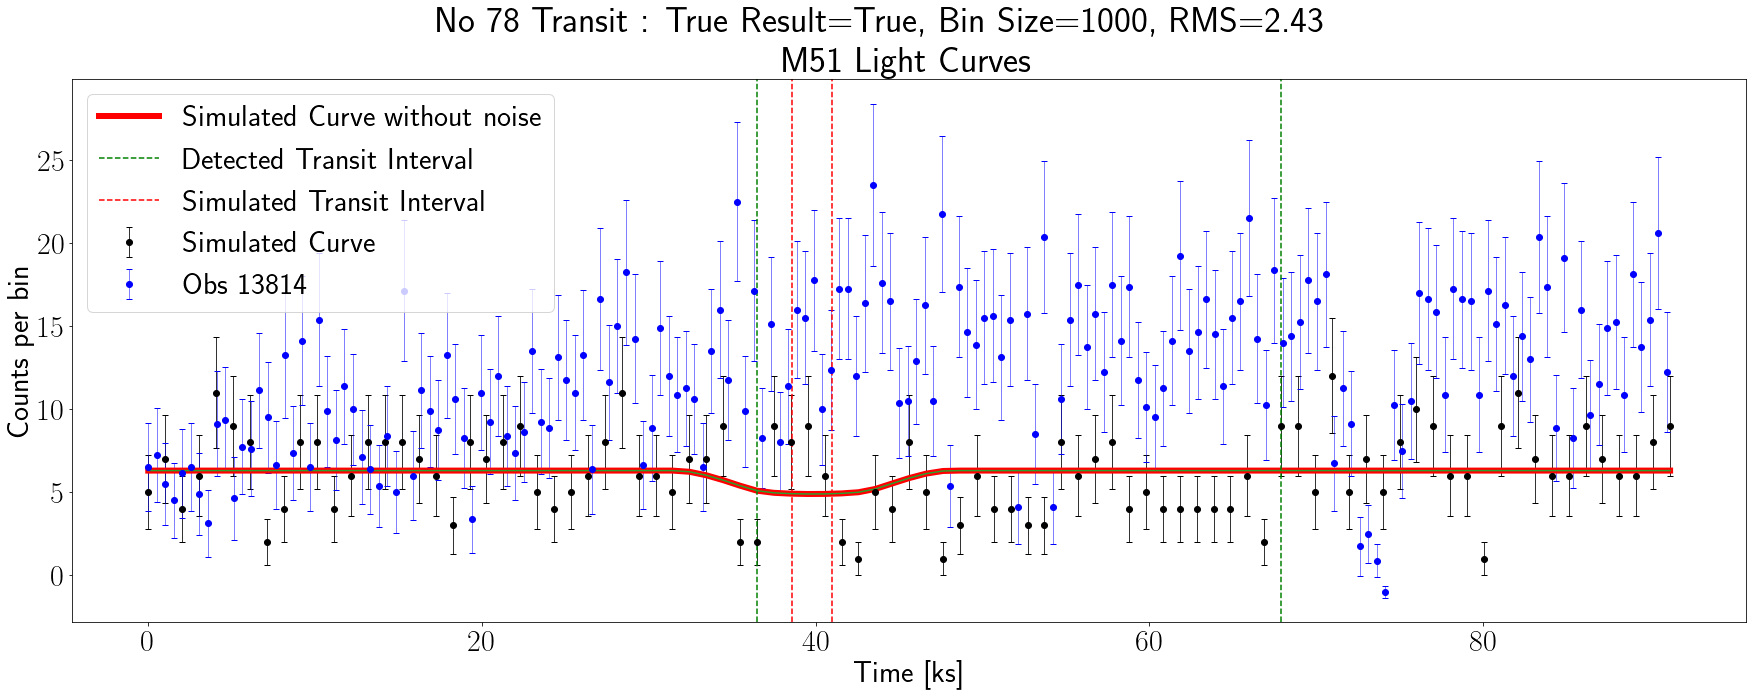 No 78 Transit : True Result=True, Bin Size=1000, RMS=2.43
M51 Light Curves
Simulated Curve without noise
Detected Transit Interval
Simulated Transit Interval
Simulated Curve
Obs 13814
Counts per bin
25
20
15
10
5
0
0 20 40 60 80
Time [ks]